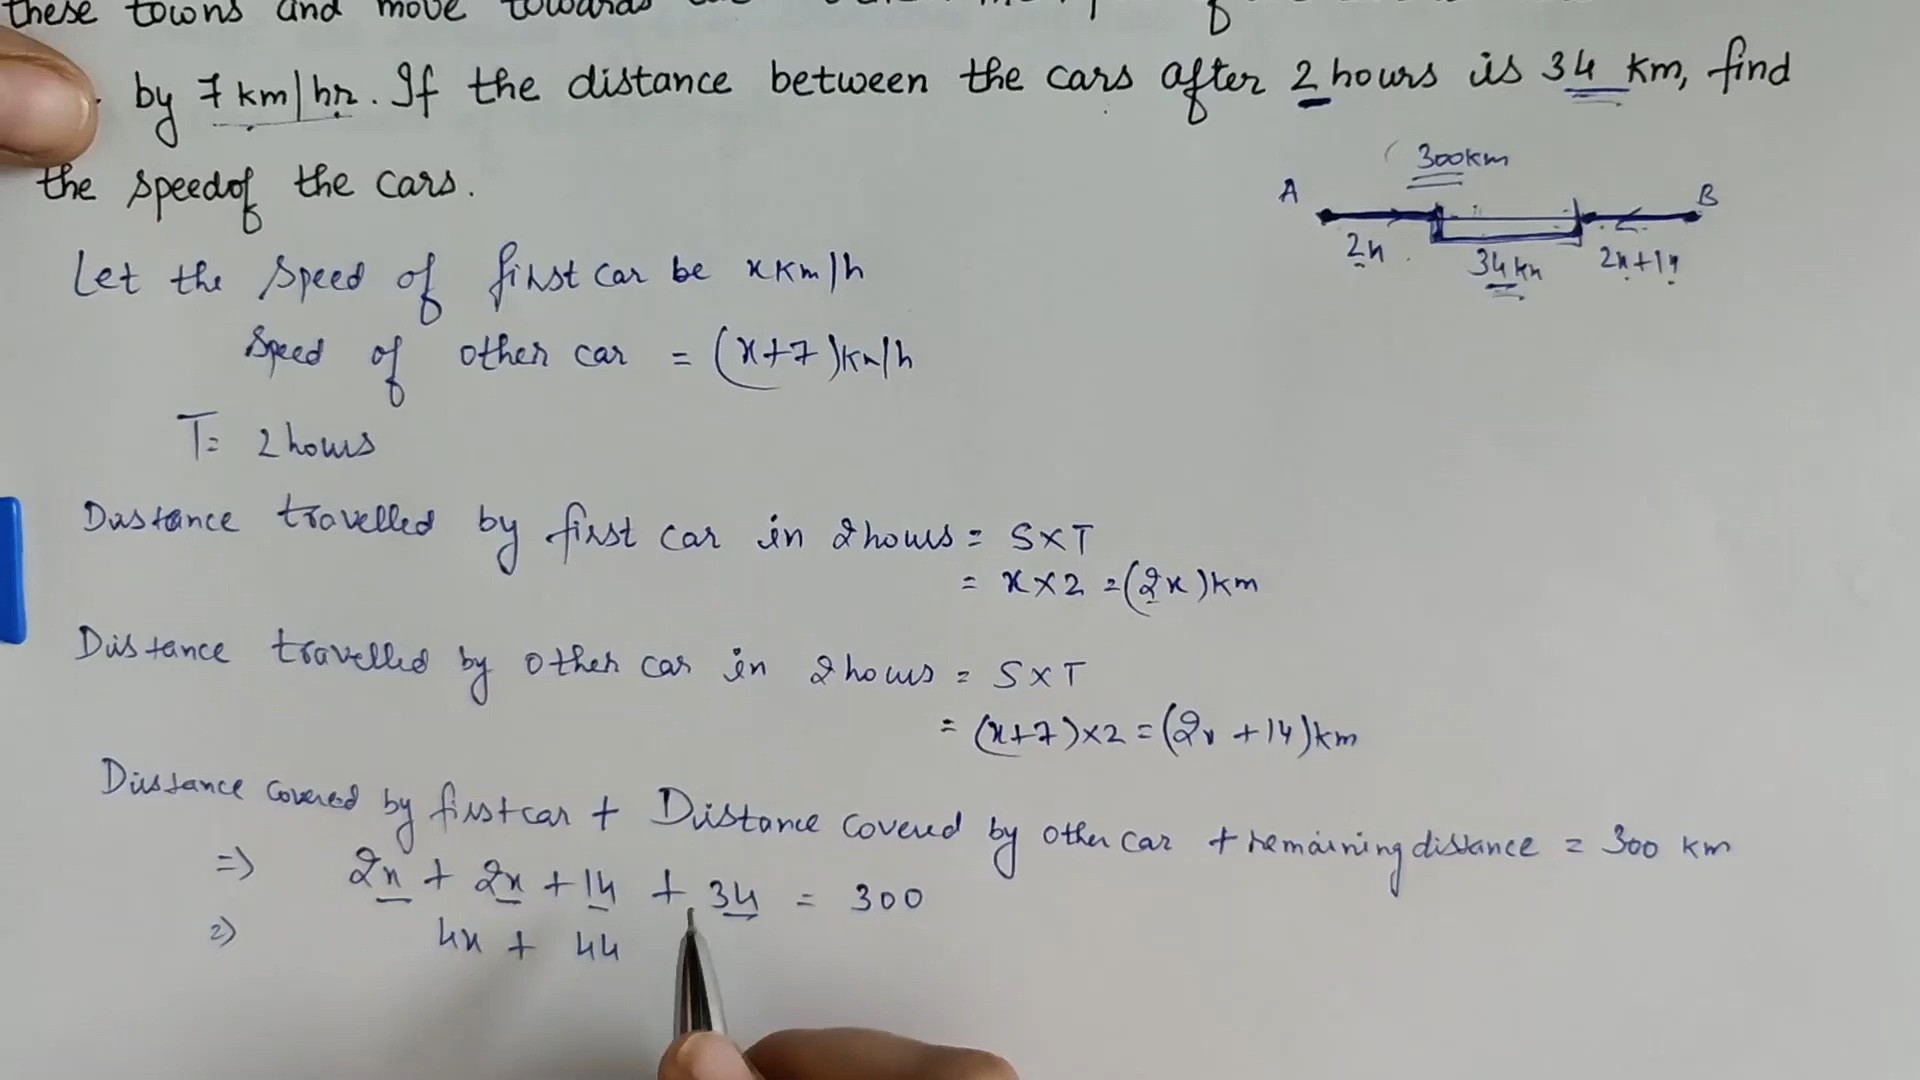 these towns and move towards
by 7 km/hr. If the distance between the cars after 2 hours is 34 km, find
the speed of the cars.
300km
A B
2x 34 km 2x+14
Let the Speed of first car be x km/h
Speed of other car = (x+7) km/h
T= 2 hours
Distance travelled by first car in 2 hours = S×T
= x×2 = (2x) km
Distance travelled by other car in 2 hours = S×T
= (x+7)×2 = (2x+14) km
Distance covered by first car + Distance covered by other car + remaining distance = 300 km
=> 2x + 2x + 14 + 34 = 300
=> 4x + 44